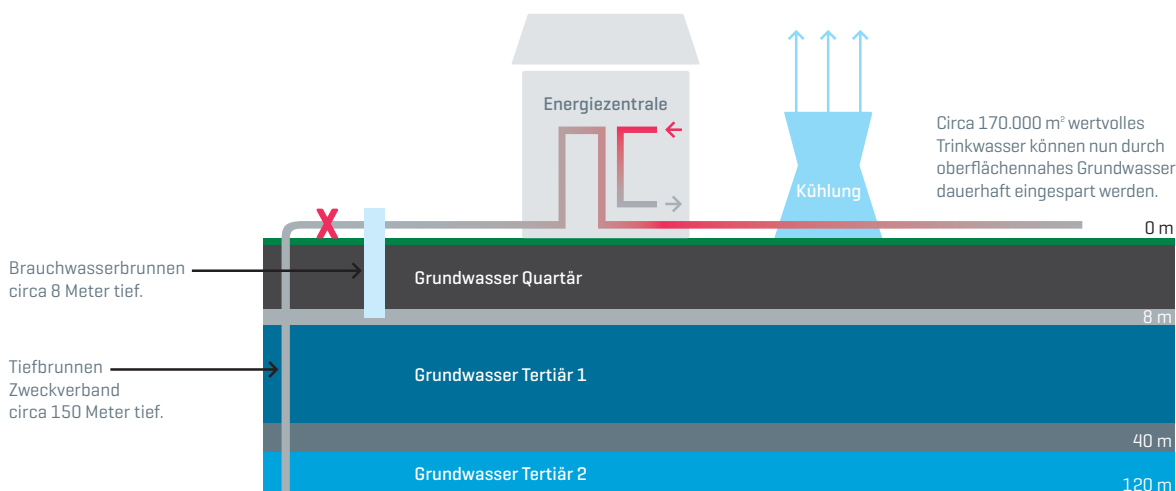 Energiezentrale
Circa 170.000 m² wertvolles
Trinkwasser können nun durch
oberflächennahes Grundwasser
dauerhaft eingespart werden.
Kühlung
X
0 m
Brauchwasserbrunnen
circa 8 Meter tief.
Grundwasser Quartär
8 m
Tiefbrunnen
Zweckverband
circa 150 Meter tief.
Grundwasser Tertiär 1
40 m
Grundwasser Tertiär 2
120 m